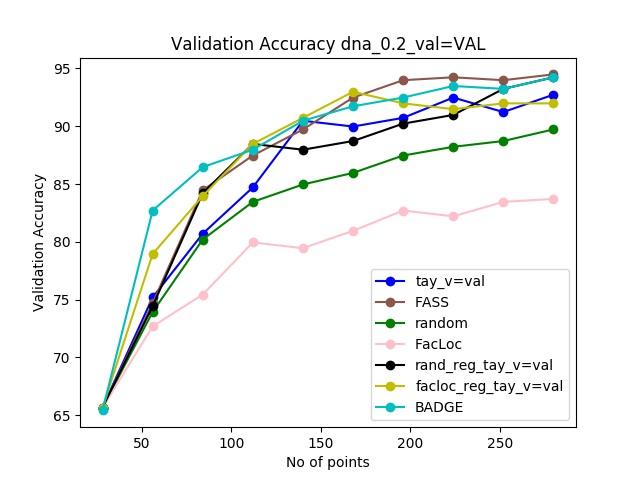 Validation Accuracy dna_0.2_val=VAL
Validation Accuracy
95
90
85
80
75
70
65
50
100
150
200
250
No of points
tay_v=val
FASS
random
FacLoc
rand_reg_tay_v=val
facloc_reg_tay_v=val
BADGE